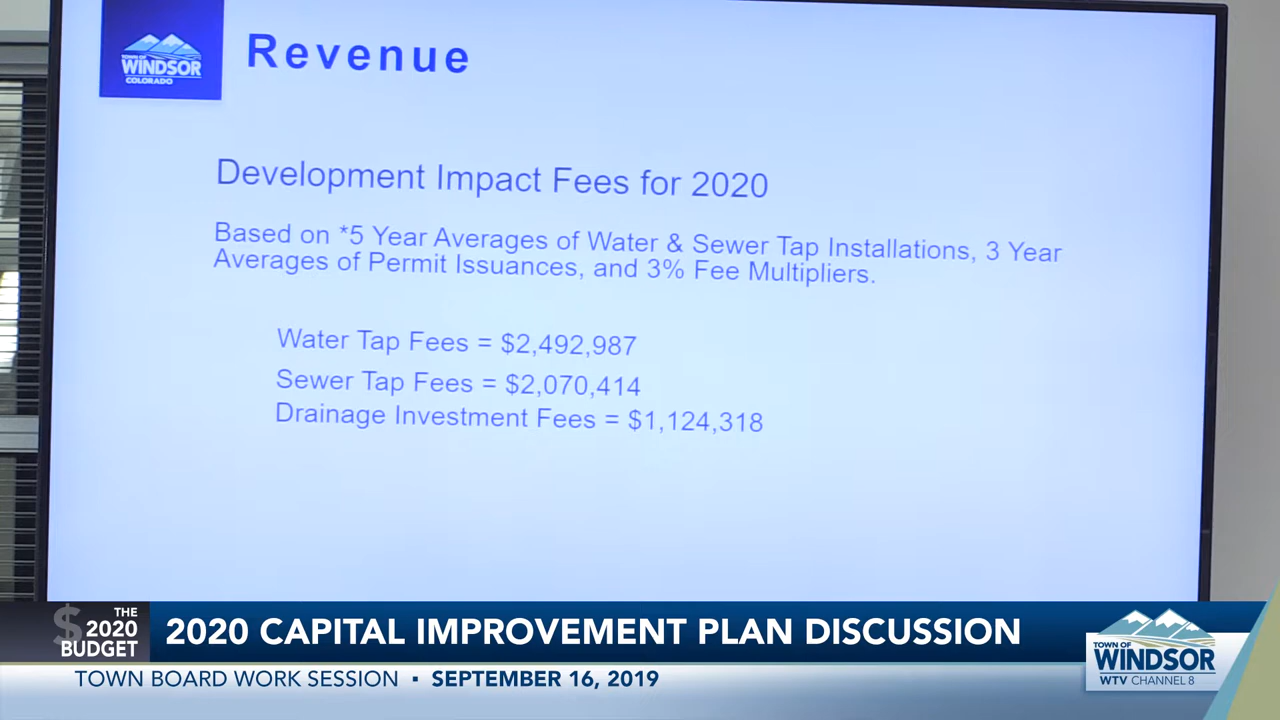 TOWN OF
WINDSOR
COLORADO
Revenue
Development Impact Fees for 2020
Based on *5 Year Averages of Water & Sewer Tap Installations, 3 Year
Averages of Permit Issuances, and 3% Fee Multipliers.
Water Tap Fees = $2,492,987
Sewer Tap Fees = $2,070,414
Drainage Investment Fees = $1,124,318
$ THE
2020
BUDGET
2020 CAPITAL IMPROVEMENT PLAN DISCUSSION
TOWN BOARD WORK SESSION ▪ SEPTEMBER 16, 2019
TOWN OF
WINDSOR
WTV CHANNEL 8